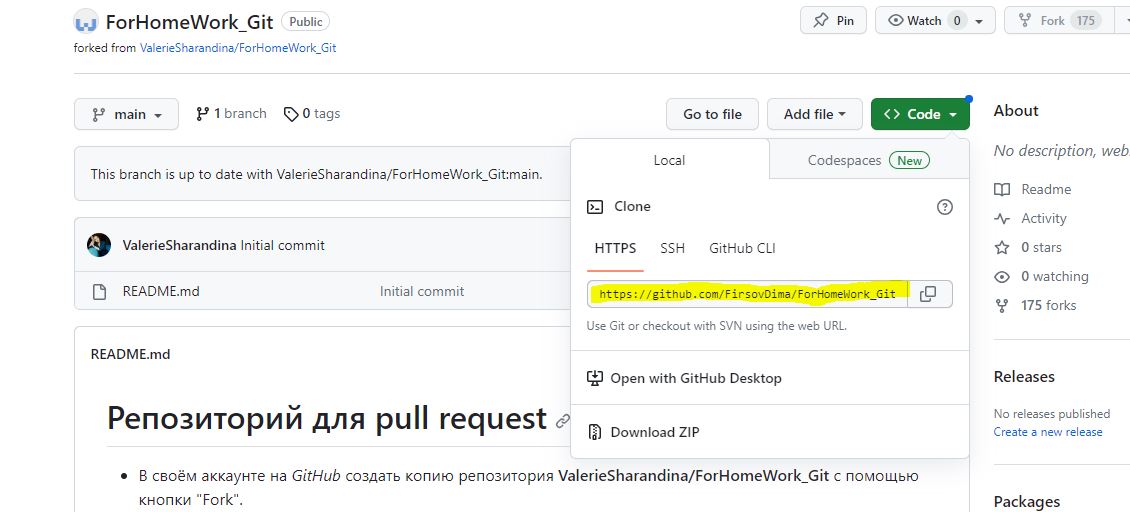 ForHomeWork_Git Public
Pin
Watch 0
Fork 175
forked from ValerieSharandina/ForHomeWork_Git
main
1 branch
0 tags
Go to file
Add file
Code
This branch is up to date with ValerieSharandina/ForHomeWork_Git:main.
ValerieSharandina Initial commit
README.md
Initial commit
Local
Codespaces New
Clone
HTTPS
SSH
GitHub CLI
https://github.com/FirsovDima/ForHomeWork_Git
Use Git or checkout with SVN using the web URL.
Open with GitHub Desktop
Download ZIP
README.md
Репозиторий для pull request
В своём аккаунте на GitHub создать копию репозитория ValerieSharandina/ForHomeWork_Git с помощью
кнопки "Fork".
About
No description, web
Readme
Activity
0 stars
0 watching
175 forks
Releases
No releases published
Create a new release
Packages